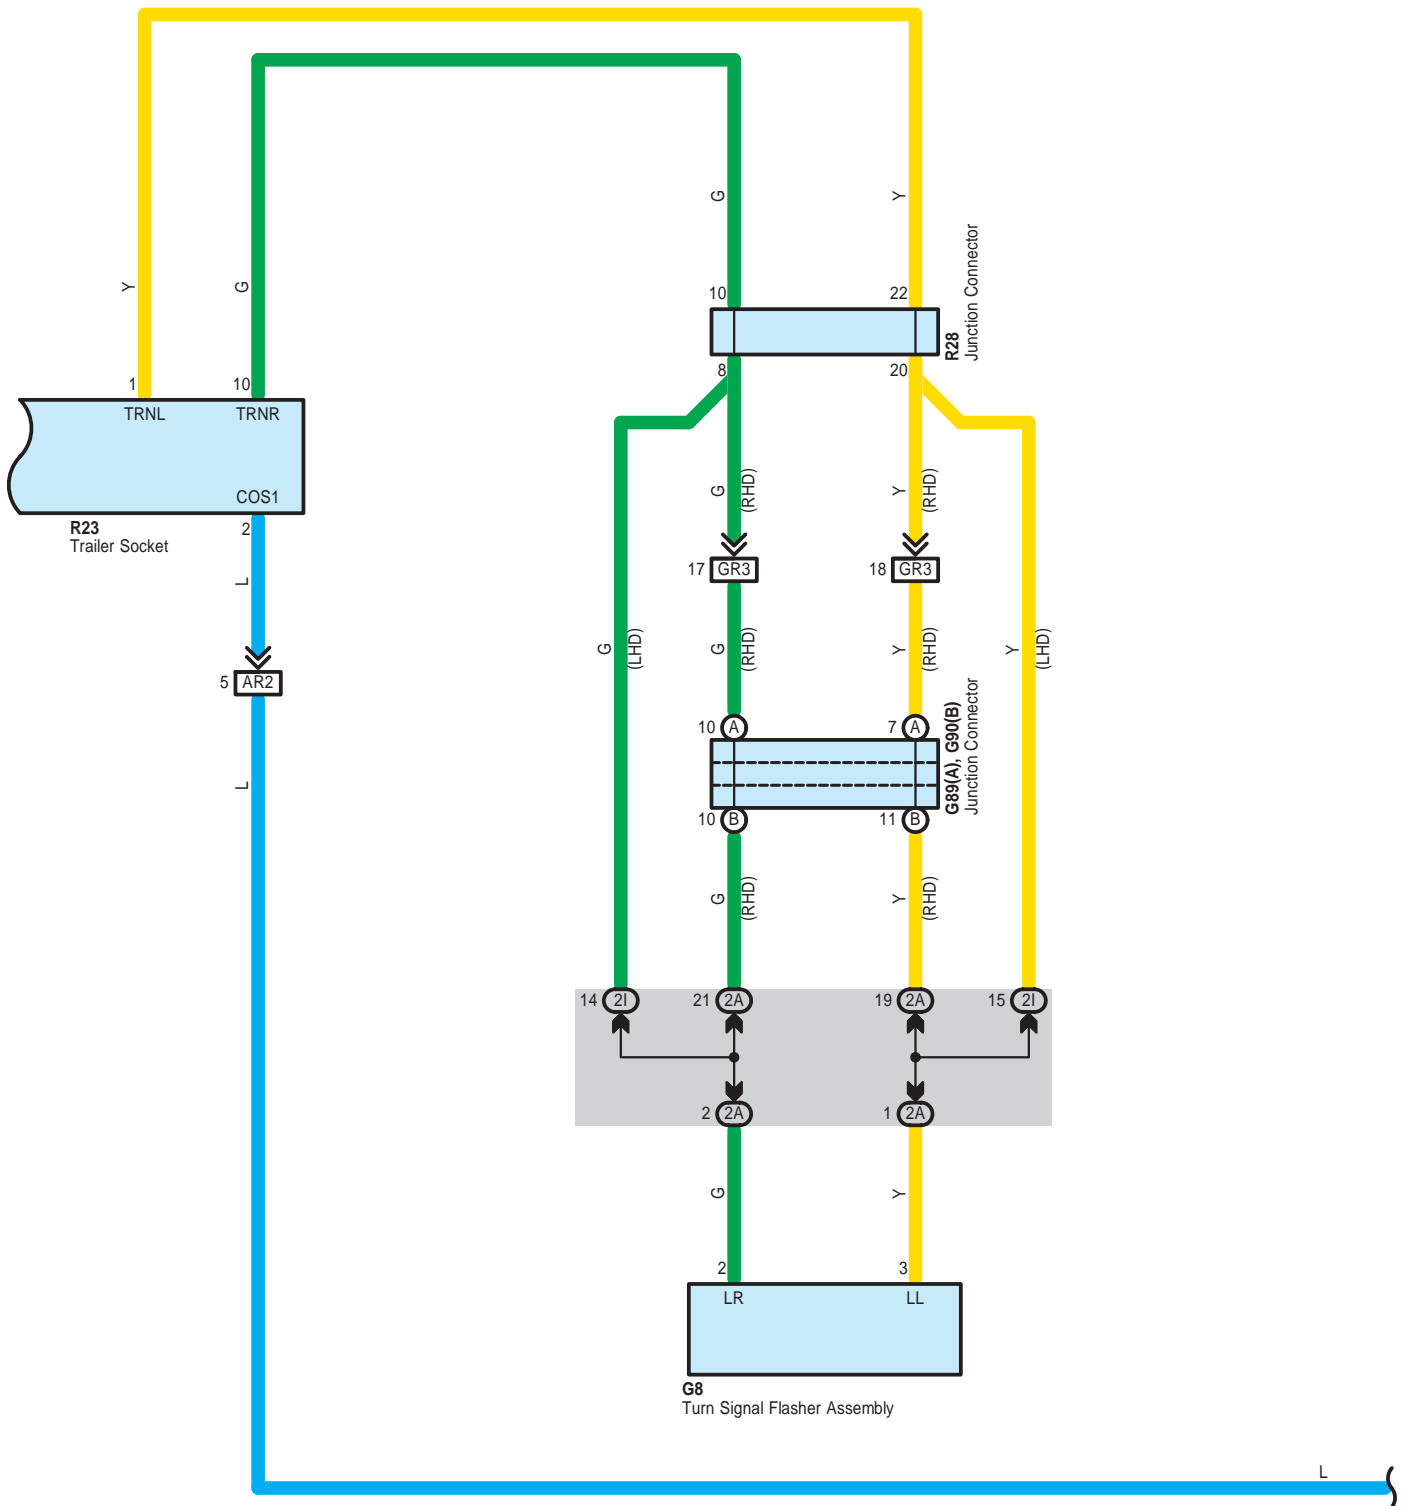 G
Y
Y
G
10
22
R28
Junction Connector
8
20
1
10
TRNL
TRNR
COS1
R23
Trailer Socket
2
G
(RHD)
Y
(RHD)
17
GR3
18
GR3
L
G
(LHD)
G
(RHD)
Y
(RHD)
Y
(LHD)
5
AR2
10
A
7
A
G89(A), G90(B)
Junction Connector
L
10
B
11
B
G
(RHD)
Y
(RHD)
14
2I
21
2A
19
2A
15
2I
2
2A
1
2A
G
Y
2
3
LR
LL
G8
Turn Signal Flasher Assembly
L